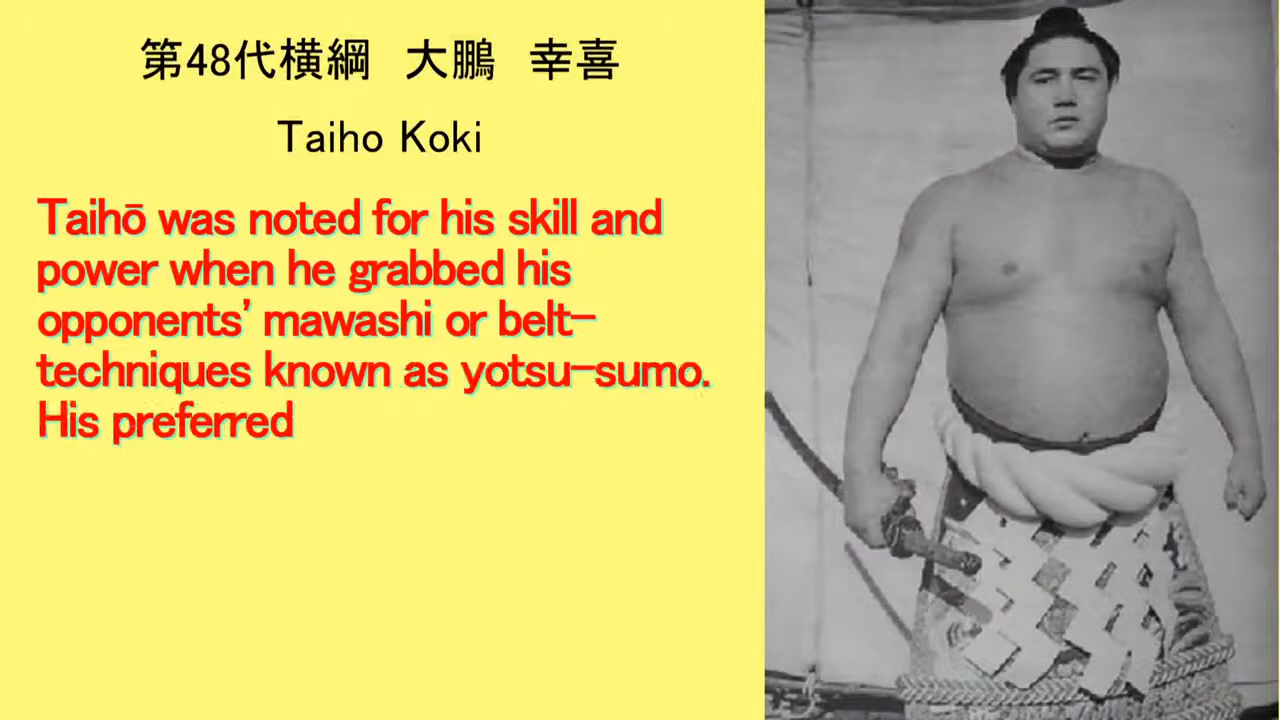 第48代横綱　大鵬　幸喜
Taiho Koki
Taihō was noted for his skill and
power when he grabbed his
opponents' mawashi or belt-
techniques known as yotsu-sumo.
His preferred